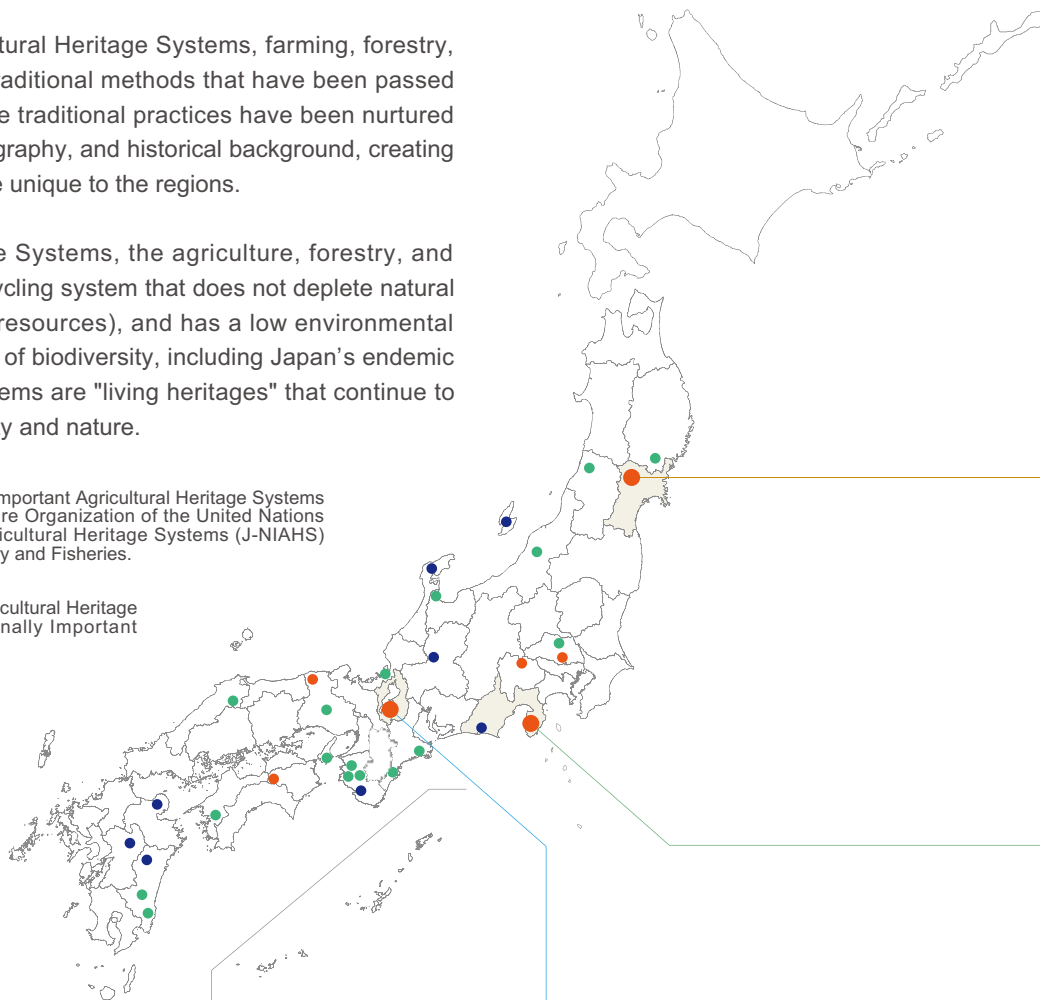 tural Heritage Systems, farming, forestry,
raditional methods that have been passed
e traditional practices have been nurtured
graphy, and historical background, creating
e unique to the regions.
e Systems, the agriculture, forestry, and
ycling system that does not deplete natural
resources), and has a low environmental
of biodiversity, including Japan’s endemic
ems are "living heritages" that continue to
y and nature.
mportant Agricultural Heritage Systems
re Organization of the United Nations
icultural Heritage Systems (J-NIAHS)
y and Fisheries.
cultural Heritage
nally Important